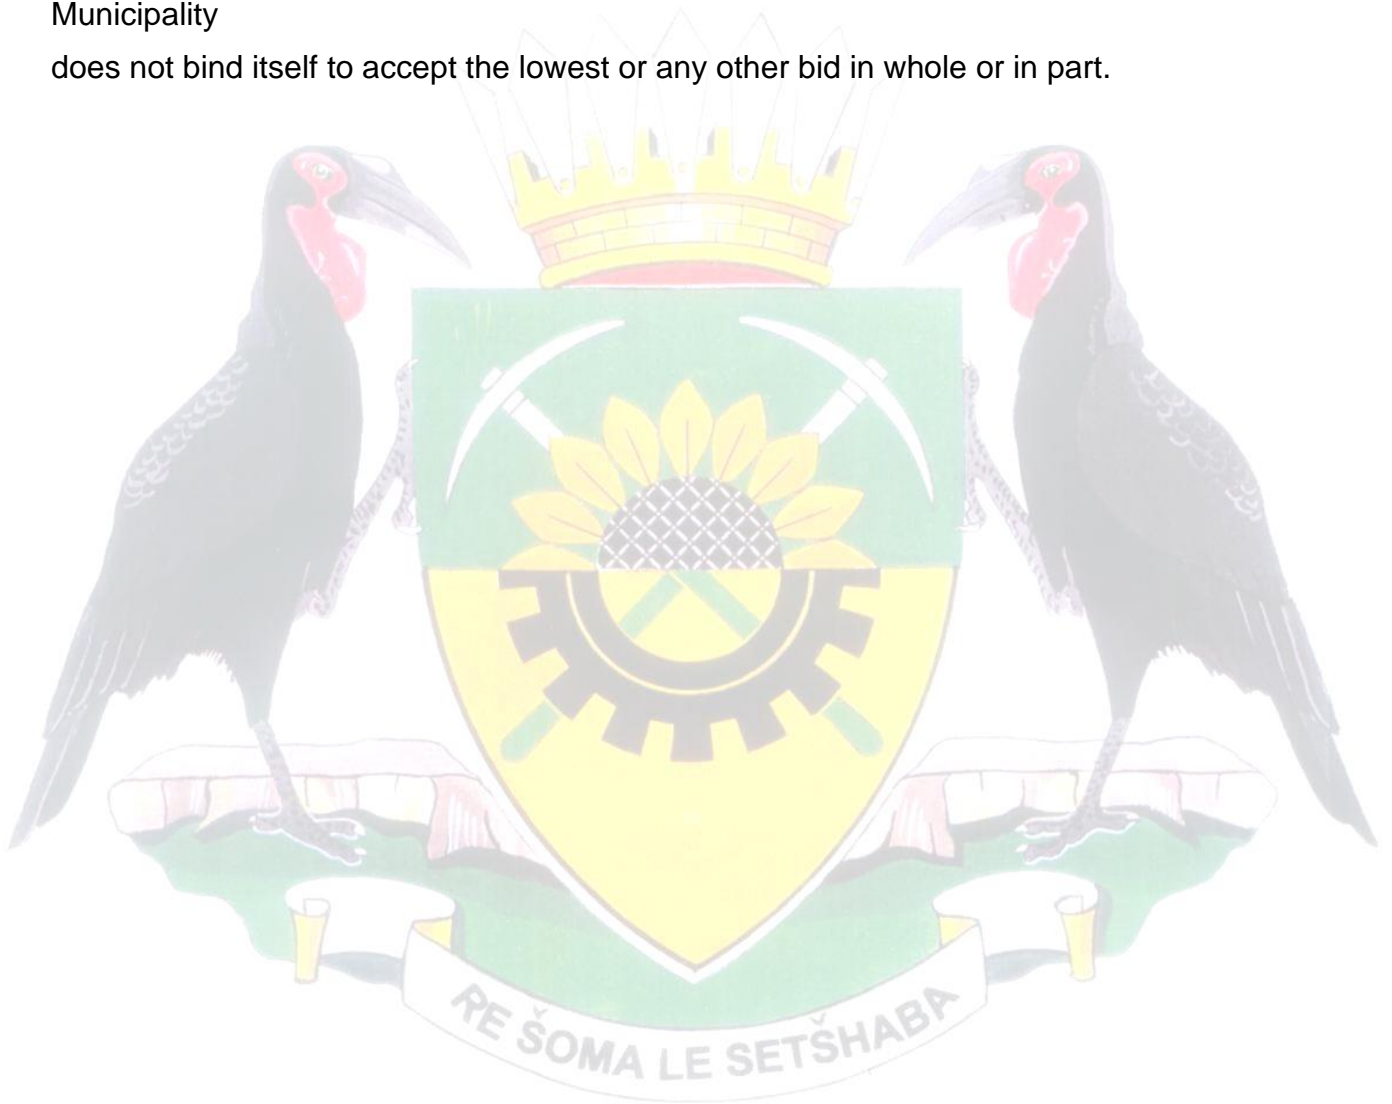 Municipality
does not bind itself to accept the lowest or any other bid in whole or in part.
RE ŠOMA LE SETŠHABA